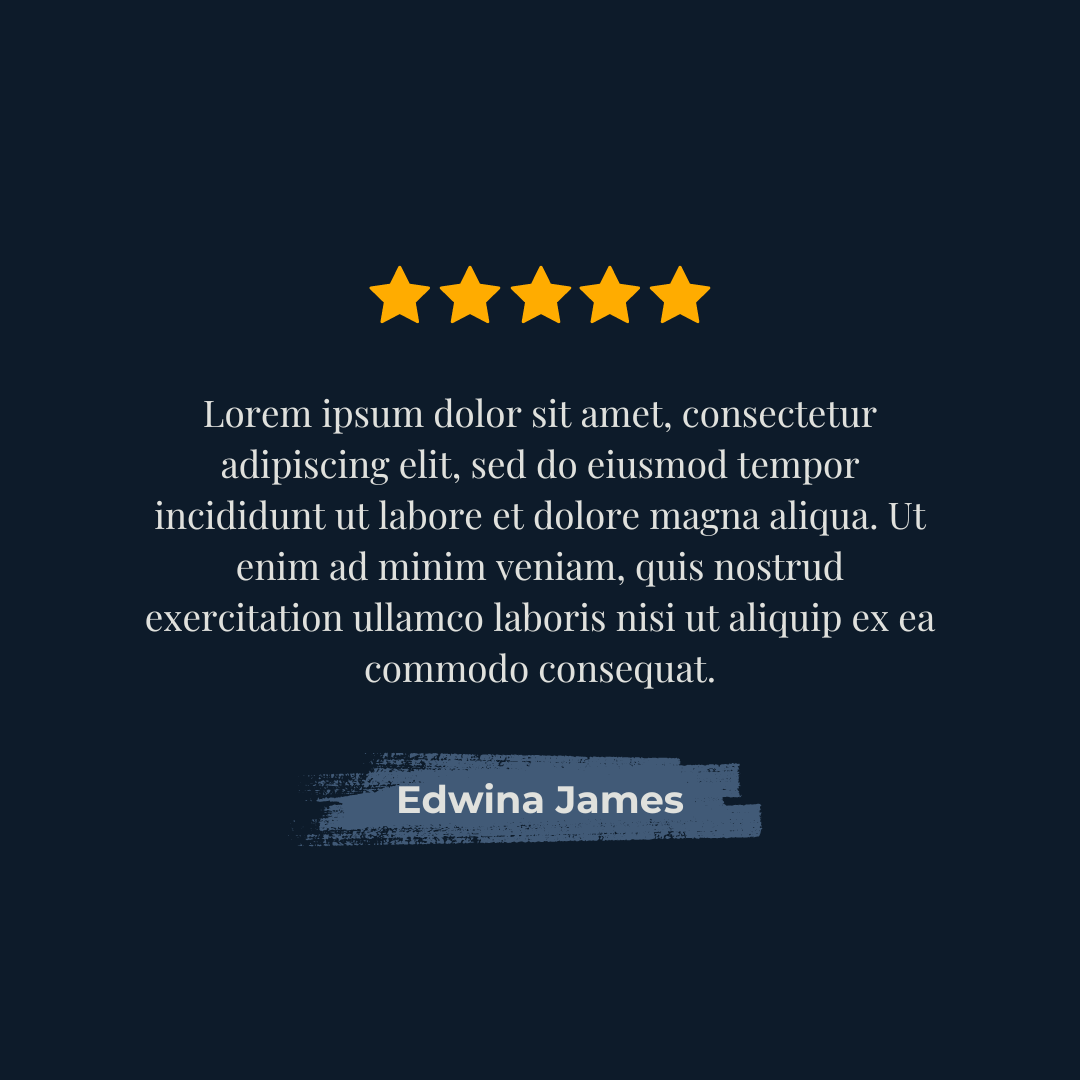 Lorem ipsum dolor sit amet, consectetur
adipiscing elit, sed do eiusmod tempor
incididunt ut labore et dolore magna aliqua. Ut
enim ad minim veniam, quis nostrud
exercitation ullamco laboris nisi ut aliquip ex ea
commodo consequat.
Edwina James